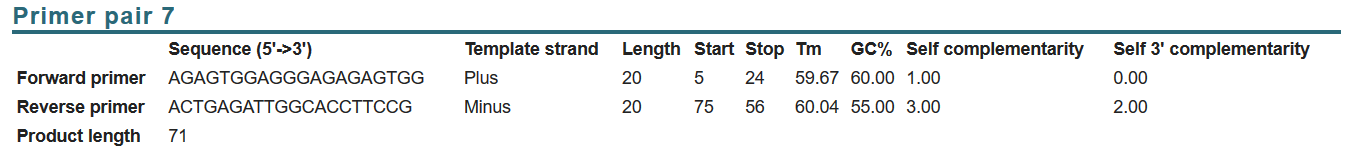 Primer pair 7
Sequence (5'->3') Template strand Length Start Stop Tm GC% Self complementarity Self 3' complementarity
Forward primer AGAGTGGAGGGAGAGAGTGG Plus 20 5 24 59.67 60.00 1.00 0.00
Reverse primer ACTGAGATTGGCACCTTCCG Minus 20 75 56 60.04 55.00 3.00 2.00
Product length 71